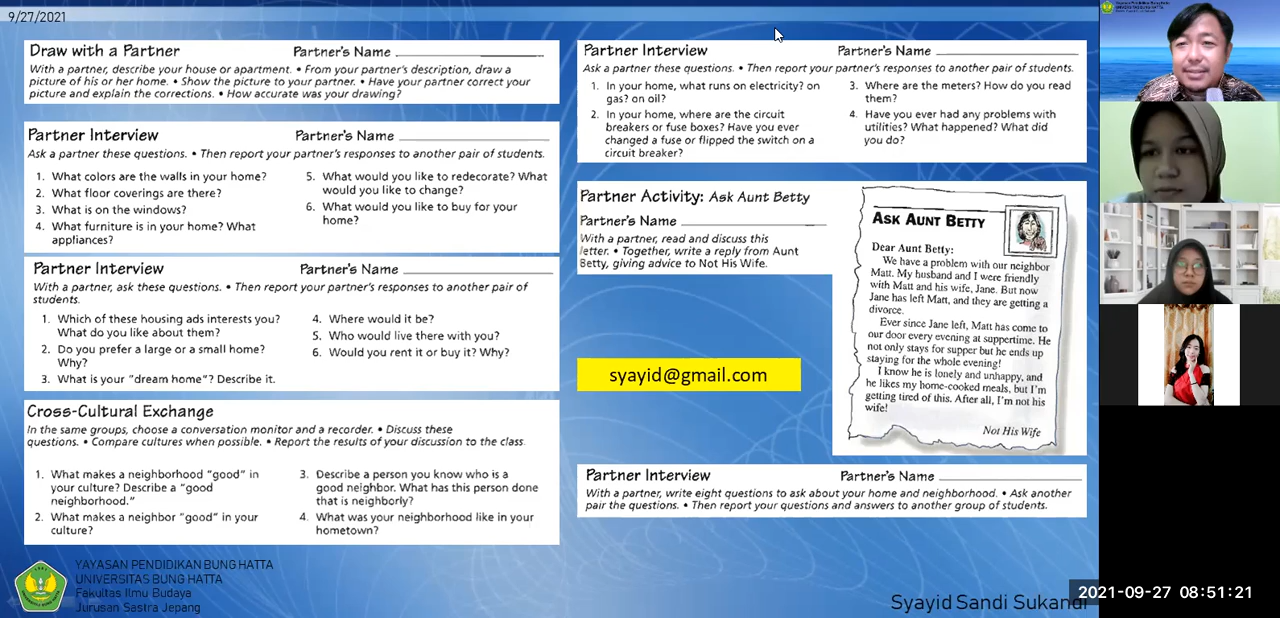 9/27/2021
Draw with a Partner Partner's Name
With a partner, describe your house or apartment. • From your partner's description, draw a
picture of his or her home. • Show the picture to your partner. • Have your partner correct your
picture and explain the corrections. • How accurate was your drawing?
Partner Interview Partner's Name
Ask a partner these questions. • Then report your partner's responses to another pair of students.
1. What colors are the walls in your home?
2. What floor coverings are there?
3. What is on the windows?
4. What furniture is in your home? What
appliances?
5. What would you like to redecorate? What
would you like to change?
6. What would you like to buy for your
home?
Partner Interview Partner's Name
With a partner, ask these questions. • Then report your partner's responses to another pair of
students.
1. Which of these housing ads interests you?
What do you like about them?
2. Do you prefer a large or a small home?
Why?
3. What is your "dream home"? Describe it.
4. Where would it be?
5. Who would live there with you?
6. Would you rent it or buy it? Why?
Cross-Cultural Exchange
In the same groups, choose a conversation monitor and a recorder. • Discuss these
questions. • Compare cultures when possible. • Report the results of your discussion to the class.
1. What makes a neighborhood "good" in
your culture? Describe a "good
neighborhood."
2. What makes a neighbor "good" in your
culture?
3. Describe a person you know who is a
good neighbor. What has this person done
that is neighborly?
4. What was your neighborhood like in your
hometown?
YAYASAN PENDIDIKAN BUNG HATTA
UNIVERSITAS BUNG HATTA
Fakultas Ilmu Budaya
Jurusan Sastra Jepang
Partner Interview Partner's Name
Ask a partner these questions. • Then report your partner's responses to another pair of students.
1. In your home, what runs on electricity? on
gas? on oil?
2. In your home, where are the circuit
breakers or fuse boxes? Have you ever
changed a fuse or flipped the switch on a
circuit breaker?
3. Where are the meters? How do you read
them?
4. Have you ever had any problems with
utilities? What happened? What did
you do?
Partner Activity: Ask Aunt Betty
Partner's Name
With a partner, read and discuss this
letter. • Together, write a reply from Aunt
Betty, giving advice to Not His Wife.
ASK AUNT BETTY
Dear Aunt Betty:
We have a problem with our neighbor
Matt. My husband and I were friendly
with Matt and his wife, Jane. But now
Jane has left Matt, and they are getting a
divorce.
Ever since Jane left, Matt has come to
our door every evening at suppertime. He
not only stays for supper but he ends up
staying for the whole evening!
I know he is lonely and unhappy, and
he likes my home-cooked meals, but I'm
getting tired of this. After all, I'm not his
wife!
Not His Wife
syayid@gmail.com
Partner Interview Partner's Name
With a partner, write eight questions to ask about your home and neighborhood. • Ask another
pair the questions. • Then report your questions and answers to another group of students.
Syayid Sandi Sukandi
2021-09-27 08:51:21